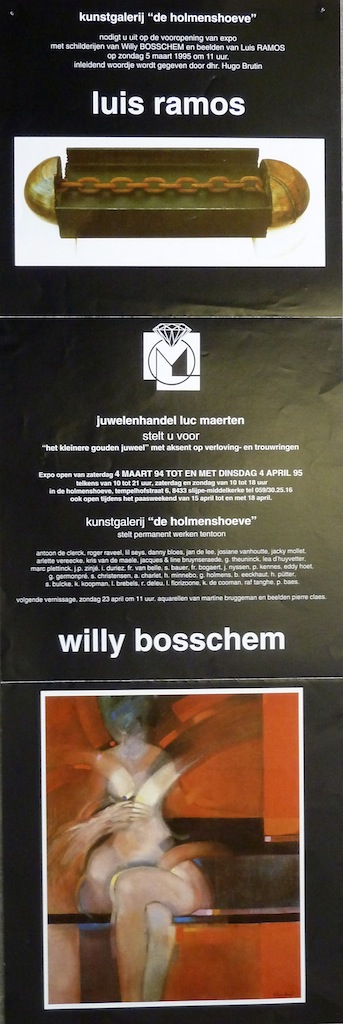 kunstgalerij "de holmenshoeve"
nodigt u uit op de vooropening van expo
met schilderijen van Willy BOSSCHEM en beelden van Luis RAMOS
op zondag 5 maart 1995 om 11 uur.
inleidend woordje wordt gegeven door dhr. Hugo Brutin
luis ramos
M
juwelenhandel luc maerten
stelt u voor
"het kleinere gouden juweel" met aksent op verloving- en trouwringen
Expo open van zaterdag 4 MAART 94 TOT EN MET DINSDAG 4 APRIL 95
telkens van 10 tot 21 uur, zaterdag en zondag van 10 tot 18 uur
in de holmenshoeve, tempelhofstraat 6, 8433 slijpe-middelkerke tel 059/30.25.16
ook open tijdens het paasweekend van 15 april tot en met 18 april.
kunstgalerij "de holmenshoeve"
stelt permanent werken tentoon
antoon de clerck, roger raveel, lil seys, danny bloes, jan de lee, josiane vanhoutte, jacky mollet,
arlette vereecke, kris van de maele, jacques & line bruynseraede, g. theuninck, lea d'huyvetter,
marc plettinck, j.p. zinjé, i. duriez, fr. van belle, s. bauer, fr. bogaert, j. nyssen, p. kennes, eddy hoet,
g. germonpré, s. christensen, a. charlet, h. minnebo, g. holmens, b. eeckhaut, h. pütter,
s. bulcke, k. koopman, l. brebels, r. deleu, l. florizoone, k. de cooman, raf tanghe, p. baes.
volgende vernissage, zondag 23 april om 11 uur. aquarellen van martine bruggeman en beelden pierre claes.
willy bosschem